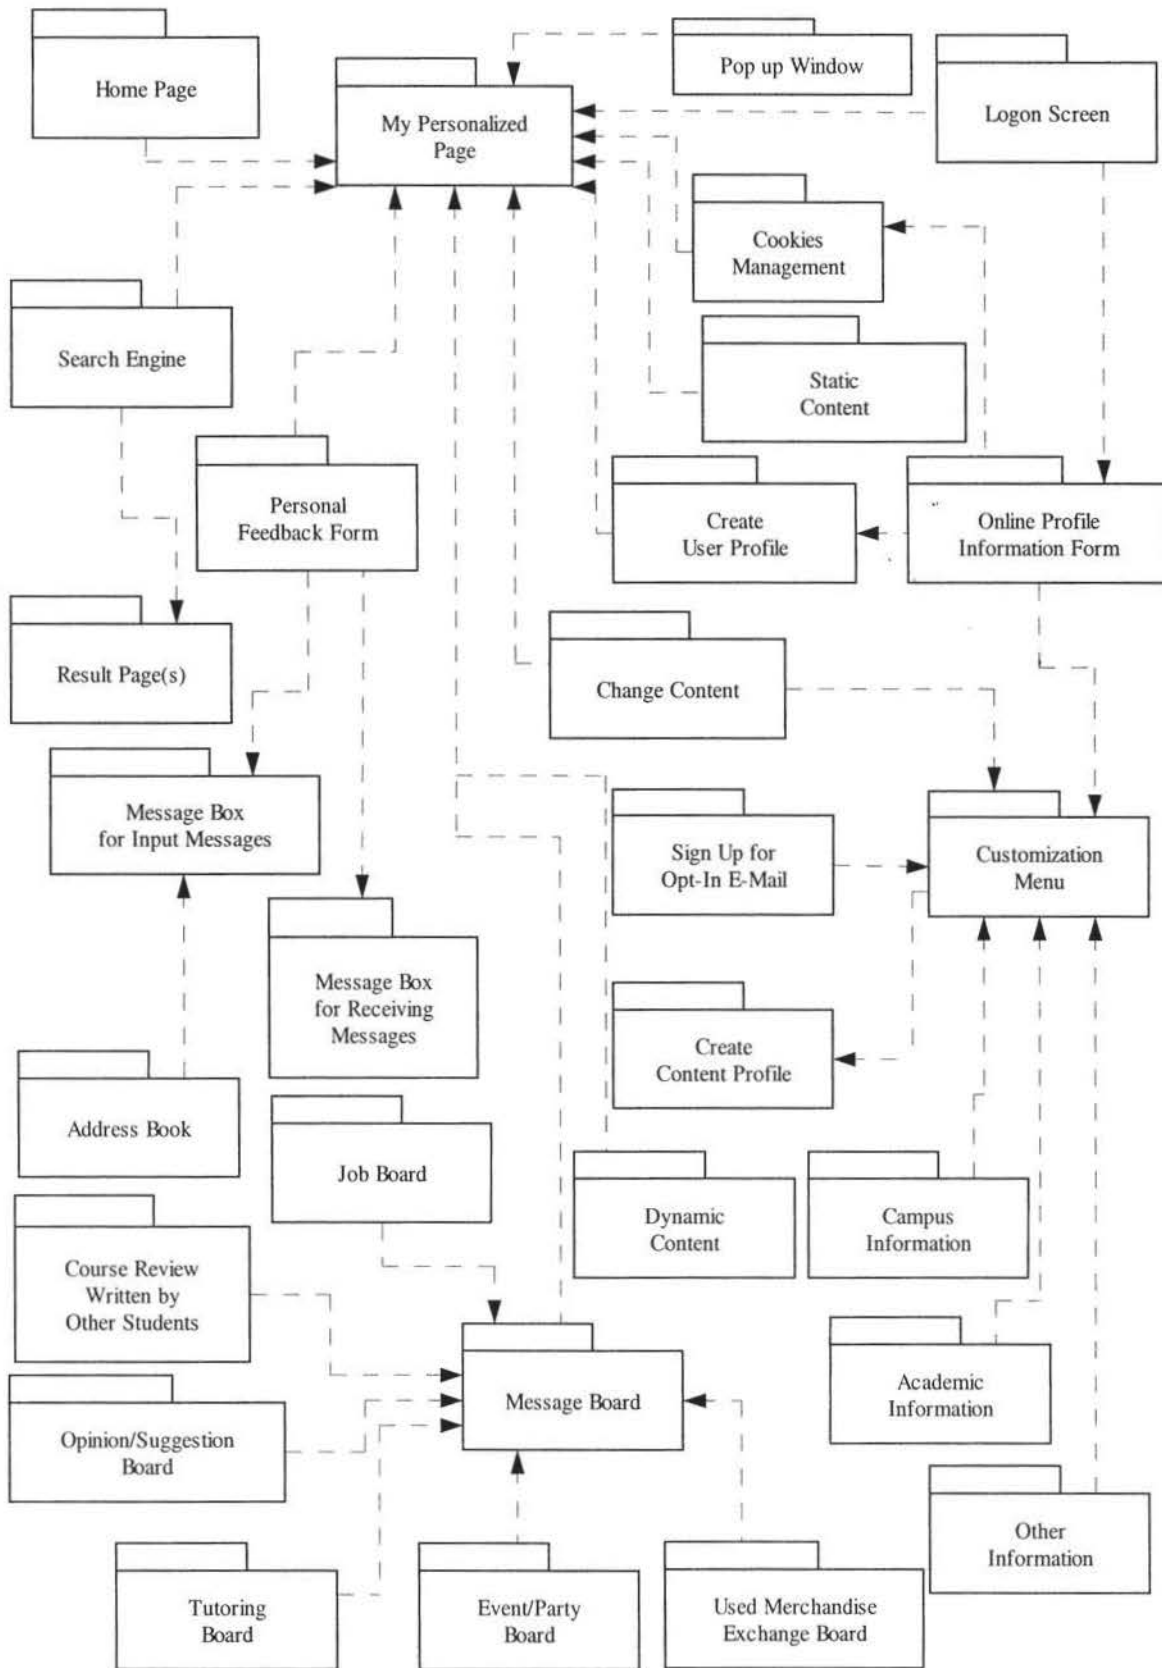 Home Page
Pop up Window
My Personalized
Page
Logon Screen
Cookies
Management
Search Engine
Static
Content
Personal
Feedback Form
Create
User Profile
Online Profile
Information Form
Result Page(s)
Change Content
Message Box
for Input Messages
Sign Up for
Opt-In E-Mail
Customization
Menu
Message Box
for Receiving
Messages
Create
Content Profile
Address Book
Job Board
Dynamic
Content
Campus
Information
Course Review
Written by
Other Students
Message Board
Academic
Information
Opinion/Suggestion
Board
Other
Information
Tutoring
Board
Event/Party
Board
Used Merchandise
Exchange Board